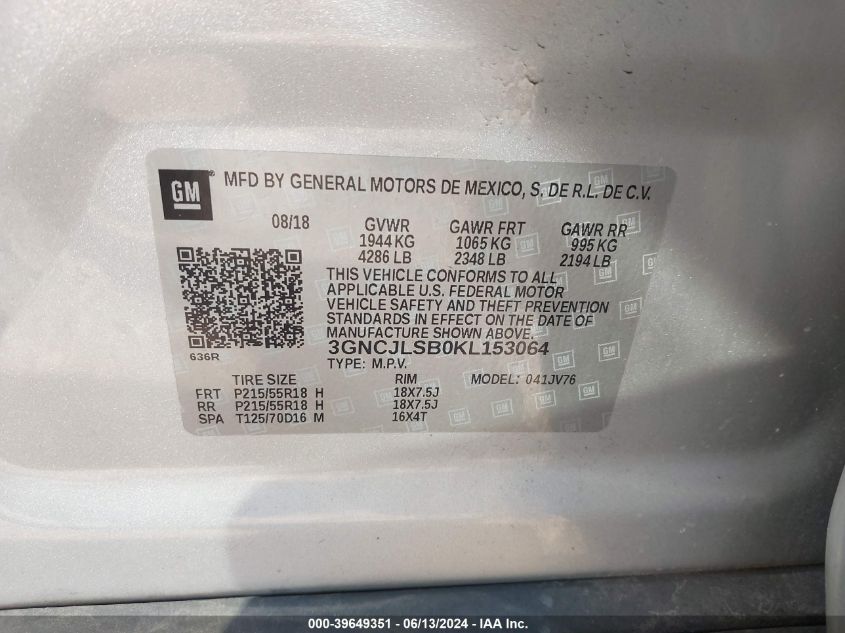 GM ® MFD BY GENERAL MOTORS DE MEXICO, S. DE R.L. DE C.V.
08/18 GVWR GAWR FRT GAWR RR
1944 KG 1065 KG 995 KG
4286 LB 2348 LB 2194 LB
THIS VEHICLE CONFORMS TO ALL
APPLICABLE U.S. FEDERAL MOTOR
VEHICLE SAFETY AND THEFT PREVENTION
STANDARDS IN EFFECT ON THE DATE OF
MANUFACTURE SHOWN ABOVE.
636R 3GNCJLSB0KL153064
TYPE: M.P.V.
TIRE SIZE RIM MODEL: 041JV76
FRT P215/55R18 H 18X7.5J
RR P215/55R18 H 18X7.5J
SPA T125/70D16 M 16X4T
000-39649351 / 06/13/2024 - IAA Inc.